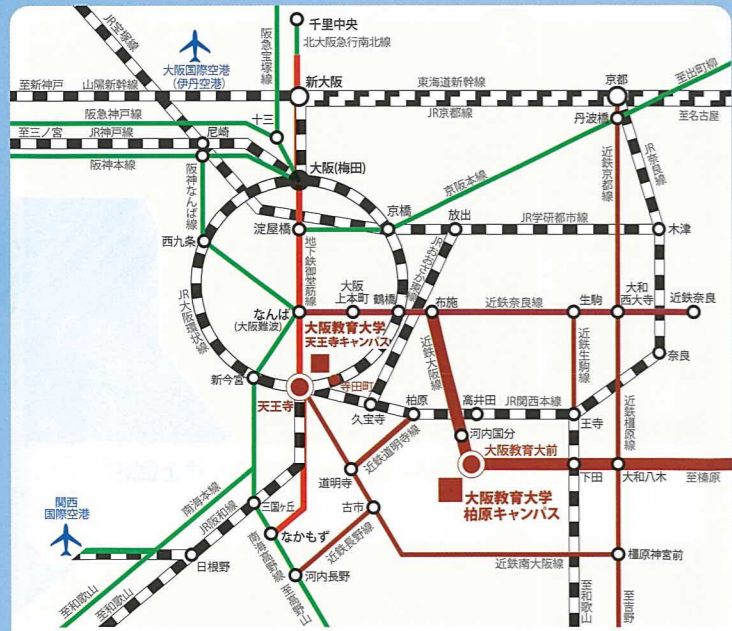 千里中央
北大阪急行南北線
JR宝塚線
阪急宝塚線
大阪国際空港
(伊丹空港)
至新神戸
山陽新幹線
新大阪
東海道新幹線
JR京都線
京都
至出町柳
丹波橋
至名古屋
阪急神戸線
十三
至三ノ宮
JR神戸線
尼崎
阪神本線
大阪(梅田)
阪神なんば線
京阪本線
近鉄京都線
JR奈良線
京橋
放出
JR学研都市線
木津
淀屋橋
西九条
地下鉄御堂筋線
JRおおさか東線
JR大阪環状線
大阪
上本町
鶴橋
なんば
(大阪難波)
布施
近鉄奈良線
生駒
大和
西大寺
近鉄奈良
大阪教育大学
天王寺キャンパス
近鉄大阪線
近鉄生駒線
奈良
新今宮
寺田町
天王寺
久宝寺
柏原
高井田
JR関西本線
王寺
近鉄橿原線
河内国分
近鉄道明寺線
大阪教育大前
道明寺
下田
大和八木
至榛原
大阪教育大学
柏原キャンパス
南海本線
JR阪和線
関西
国際空港
三国ヶ丘
古市
なかもず
近鉄長野線
日根野
南海高野線
河内長野
近鉄南大阪線
橿原神宮前
至和歌山
至和歌山
至高野山
至和歌山
至吉野